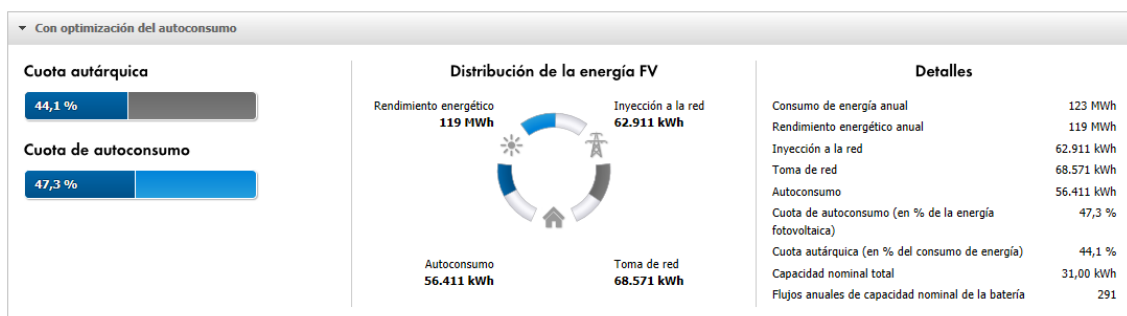 Con optimización del autoconsumo
Cuota autárquica
44,1 %
Cuota de autoconsumo
47,3 %
Distribución de la energía FV
Rendimiento energético
119 MWh
Inyección a la red
62.911 kWh
Autoconsumo
56.411 kWh
Toma de red
68.571 kWh
Detalles
Consumo de energía anual 123 MWh
Rendimiento energético anual 119 MWh
Inyección a la red 62.911 kWh
Toma de red 68.571 kWh
Autoconsumo 56.411 kWh
Cuota de autoconsumo (en % de la energía 47,3 %
fotovoltaica)
Cuota autárquica (en % del consumo de energía) 44,1 %
Capacidad nominal total 31,00 kWh
Flujos anuales de capacidad nominal de la batería 291